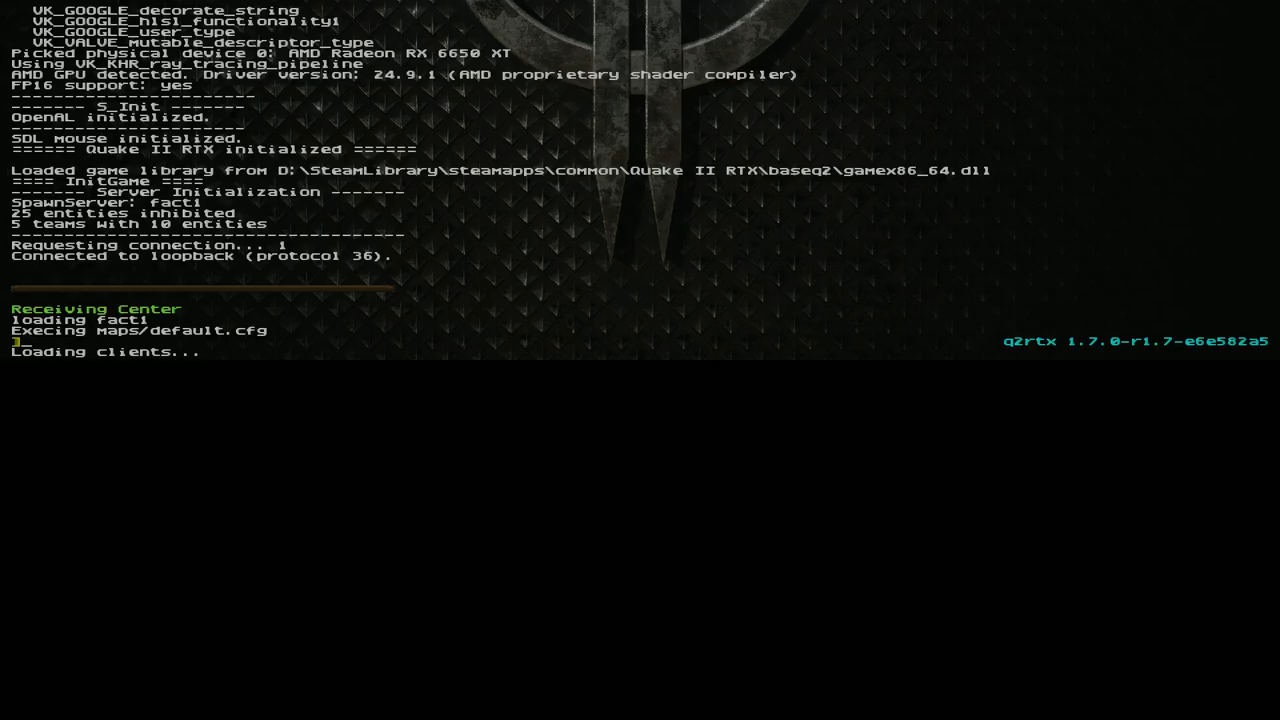 VK_GOOGLE_decorate_string
VK_GOOGLE_hlsl_functionality1
VK_GOOGLE_user_type
VK_VALVE_mutable_descriptor_type
Picked physical device 0: AMD Radeon RX 6650 XT
Using VK_KHR_ray_tracing_pipeline
AMD GPU detected. Driver version: 24.9.1 (AMD proprietary shader compiler)
FP16 support: yes
-----------------------
------- S_Init -------
OpenAL initialized.
----------------------
SDL mouse initialized.
====== Quake II RTX initialized ======
Loaded game library from D:\SteamLibrary\steamapps\common\Quake II RTX\baseq2\gamex86_64.dll
==== InitGame ====
------- Server Initialization -------
SpawnServer: fact1
25 entities inhibited
5 teams with 10 entities
-------------------------------------
Requesting connection... 1
Connected to loopback (protocol 36).
Receiving Center
loading fact1
Execing maps/default.cfg
]_
q2rtx 1.7.0-r1.7-e6e582a5
Loading clients...